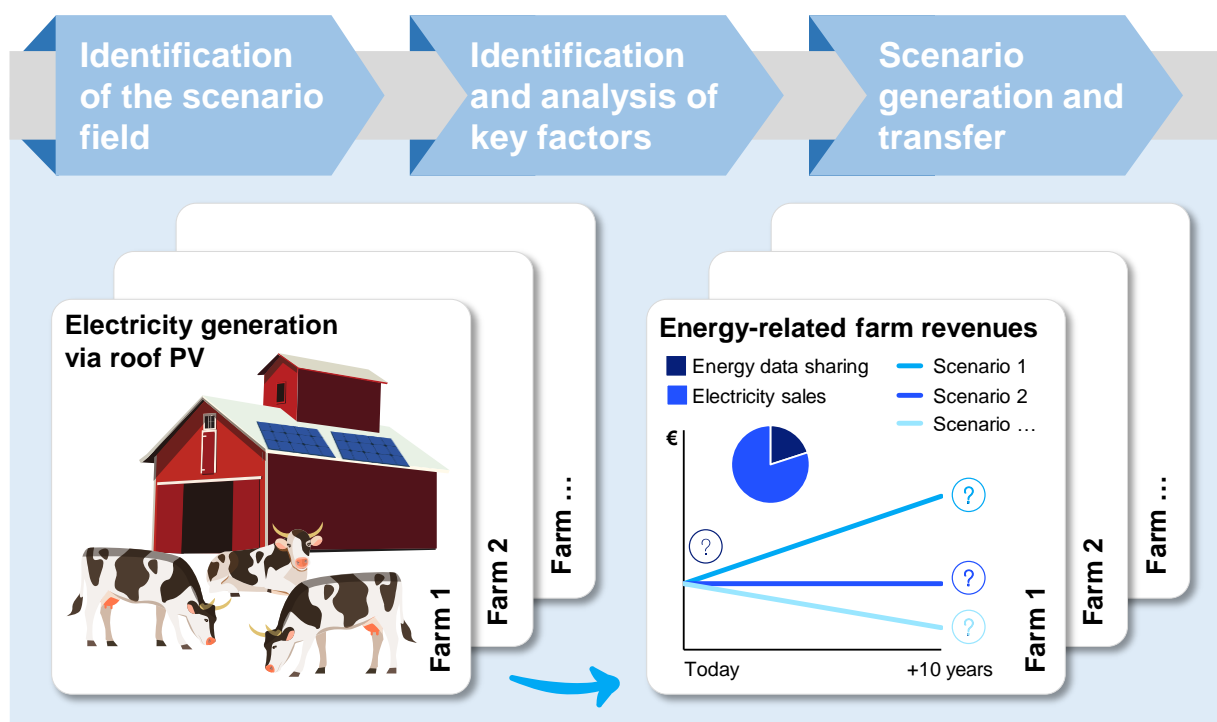 Identification
of the scenario
field
Identification
and analysis of
key factors
Scenario
generation and
transfer
Electricity generation
via roof PV
Farm 1
Farm 2
Farm …
Energy-related farm revenues
Energy data sharing
Electricity sales
Scenario 1
Scenario 2
Scenario …
€
?
?
?
?
Today
+10 years
Farm 1
Farm 2
Farm …